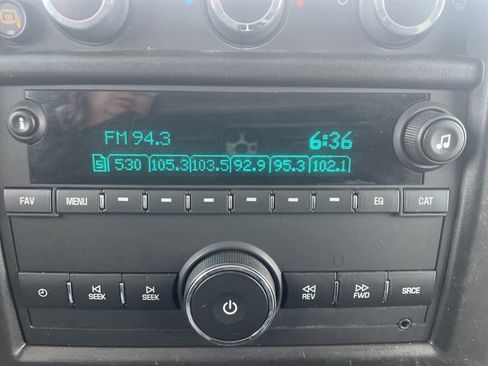 FM 94.3 6:36
5 530 105.3 103.5 92.9 95.3 102.1
FAV MENU EQ CAT
SEEK SEEK REV FWD SRCE